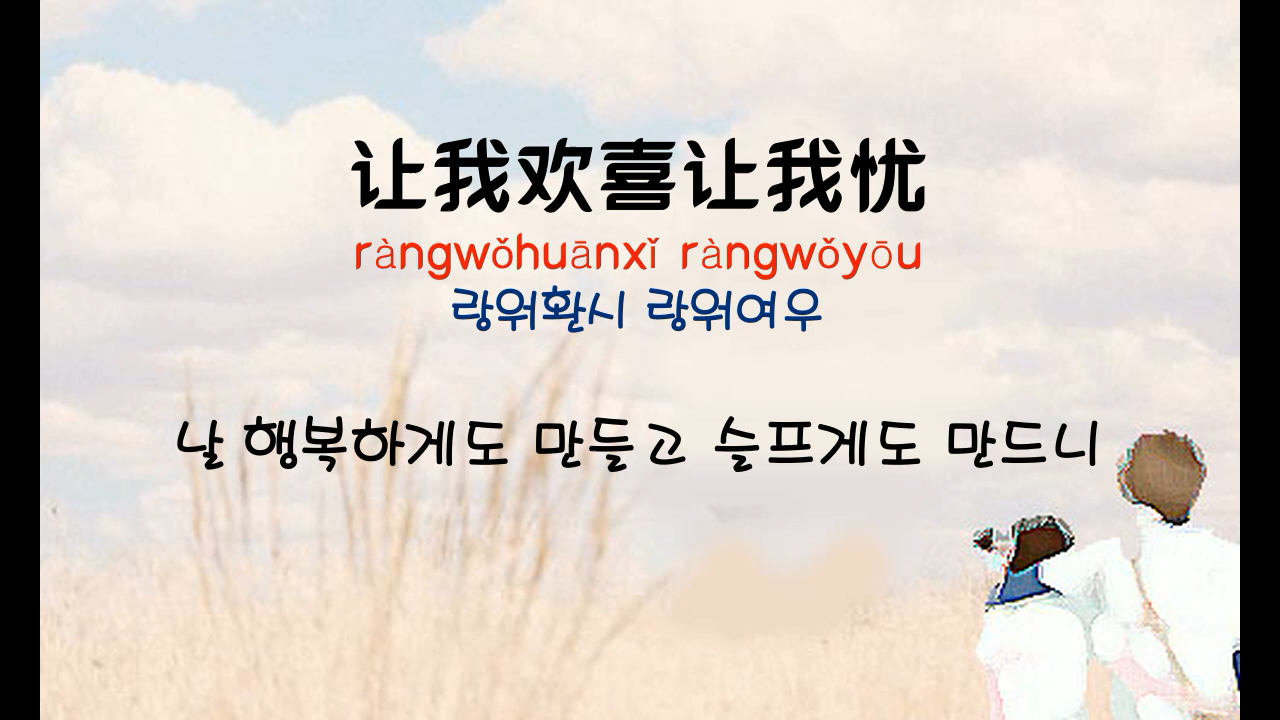 让我欢喜让我忧
ràngwǒhuānxǐ ràngwǒyōu
랑워환시 랑워여우
날 행복하게도 만들고 슬프게도 만드니